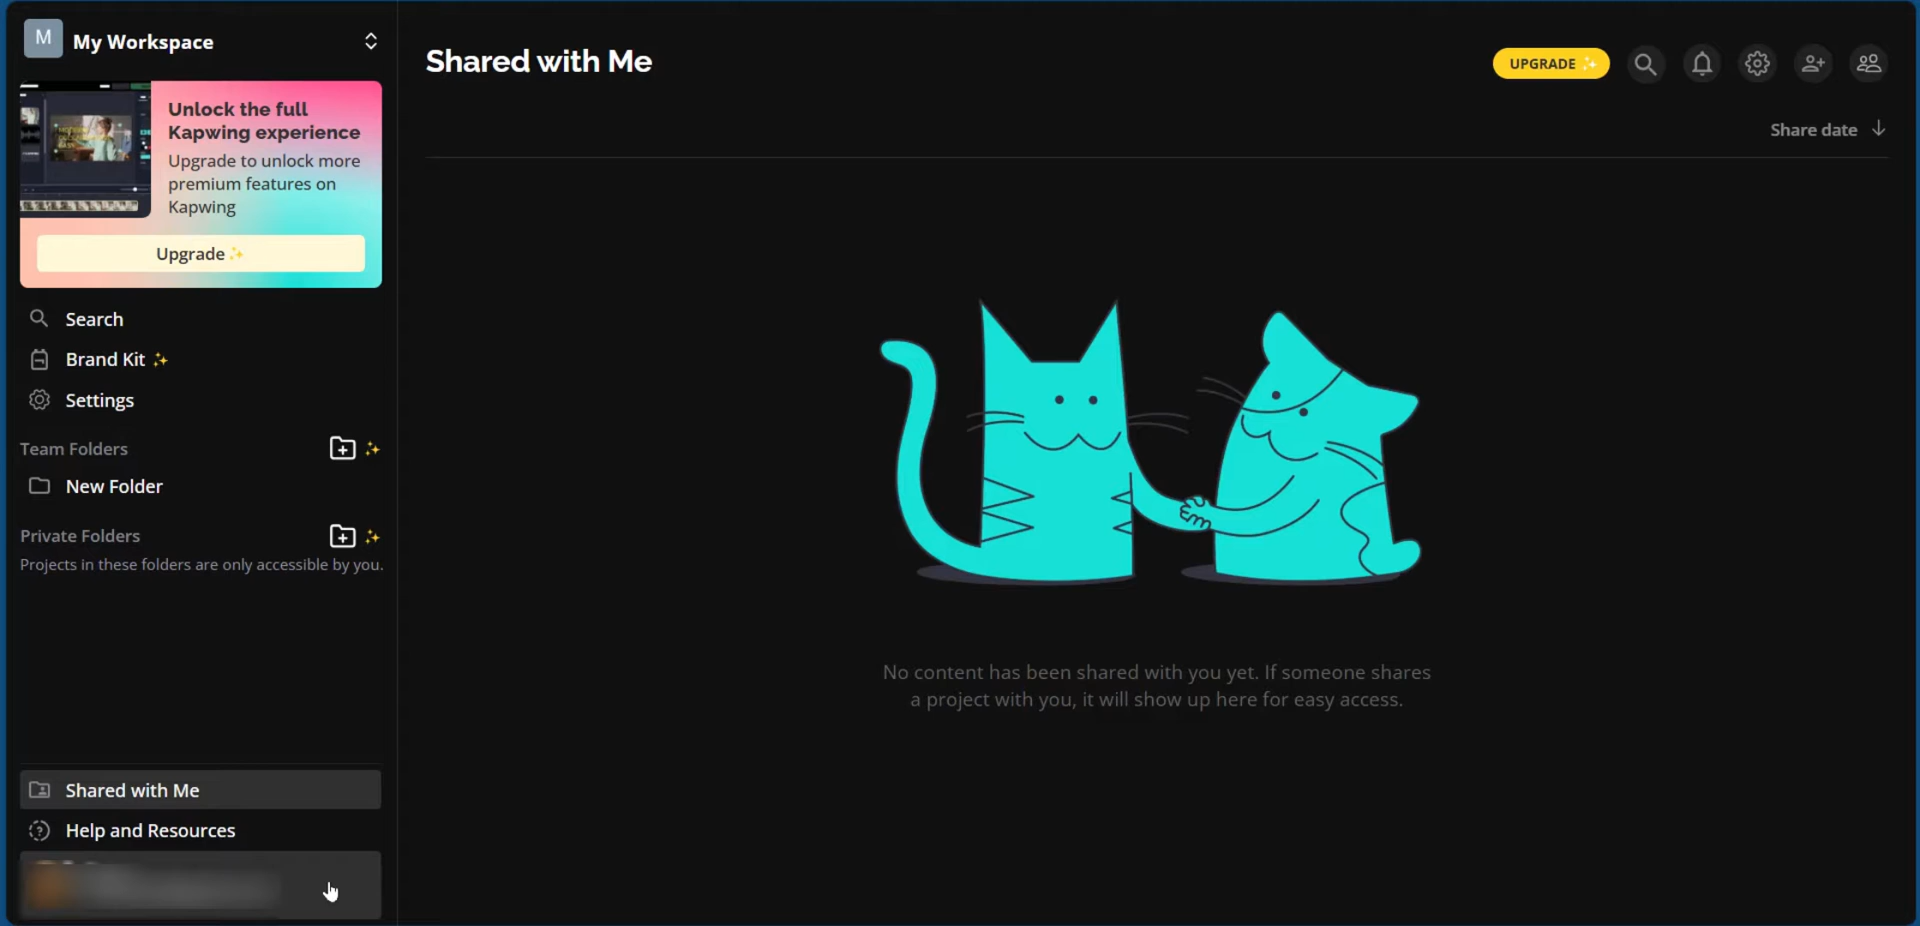 M
My Workspace
Unlock the full
Kapwing experience
Upgrade to unlock more
premium features on
Kapwing
Upgrade
Search
Brand Kit
Settings
Team Folders
New Folder
Private Folders
Projects in these folders are only accessible by you.
Shared with Me
Help and Resources
Shared with Me
UPGRADE
Share date
No content has been shared with you yet. If someone shares
a project with you, it will show up here for easy access.